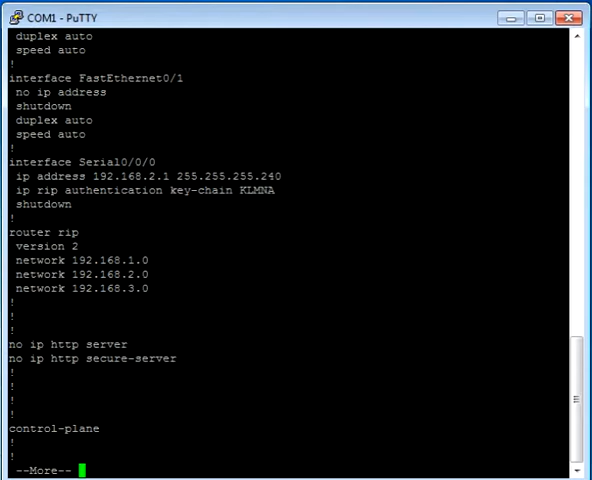 COM1 - PuTTY
duplex auto
speed auto
!
interface FastEthernet0/1
no ip address
shutdown
duplex auto
speed auto
!
interface Serial0/0/0
ip address 192.168.2.1 255.255.255.240
ip rip authentication key-chain KLMNA
shutdown
!
router rip
version 2
network 192.168.1.0
network 192.168.2.0
network 192.168.3.0
!
!
!
no ip http server
no ip http secure-server
!
!
!
!
control-plane
!
!
--More--